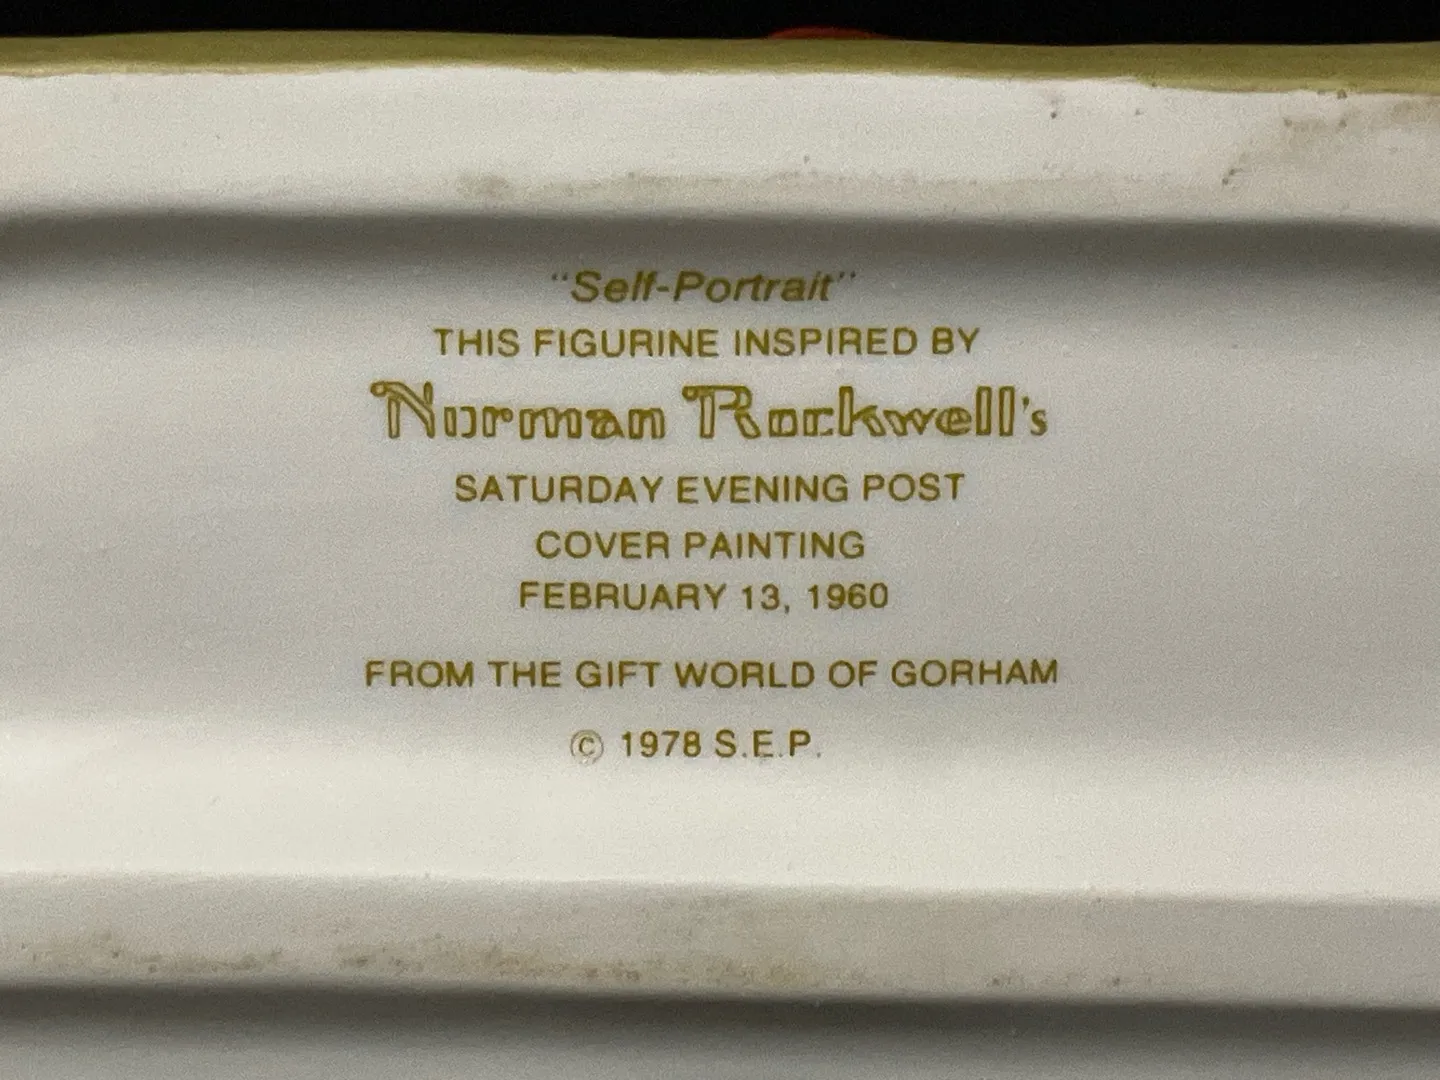 "Self-Portrait"
THIS FIGURINE INSPIRED BY
Norman Rockwell's
SATURDAY EVENING POST
COVER PAINTING
FEBRUARY 13, 1960
FROM THE GIFT WORLD OF GORHAM
© 1978 S.E.P.